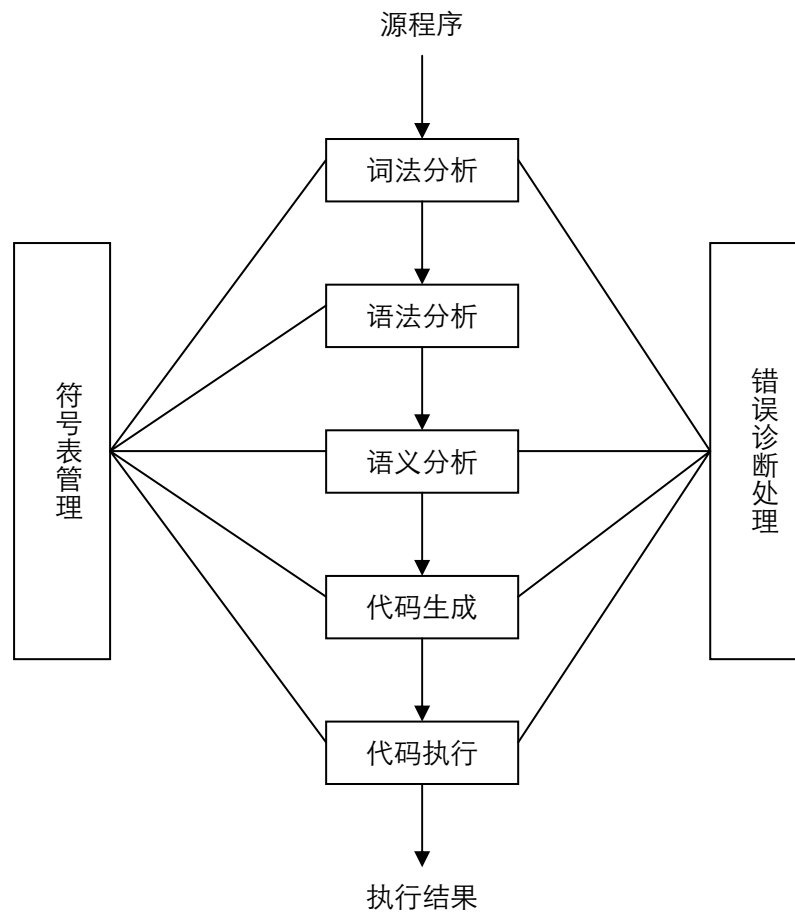 源程序
词法分析
语法分析
符号表管理
错误诊断处理
语义分析
代码生成
代码执行
执行结果